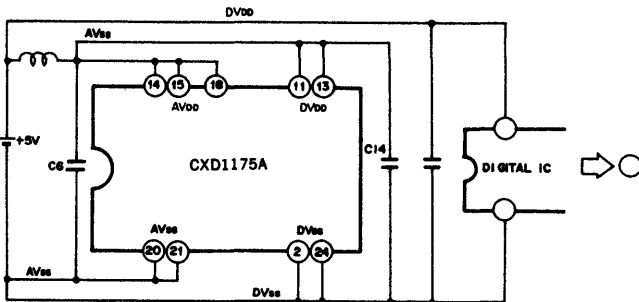 DVDD
AVss
14 15 18 11 13
AVDD DVDD
+5V
C6
CXD1175A
C14
DIGITAL IC
AVss DVss
20 21 2 24
AVss
DVss